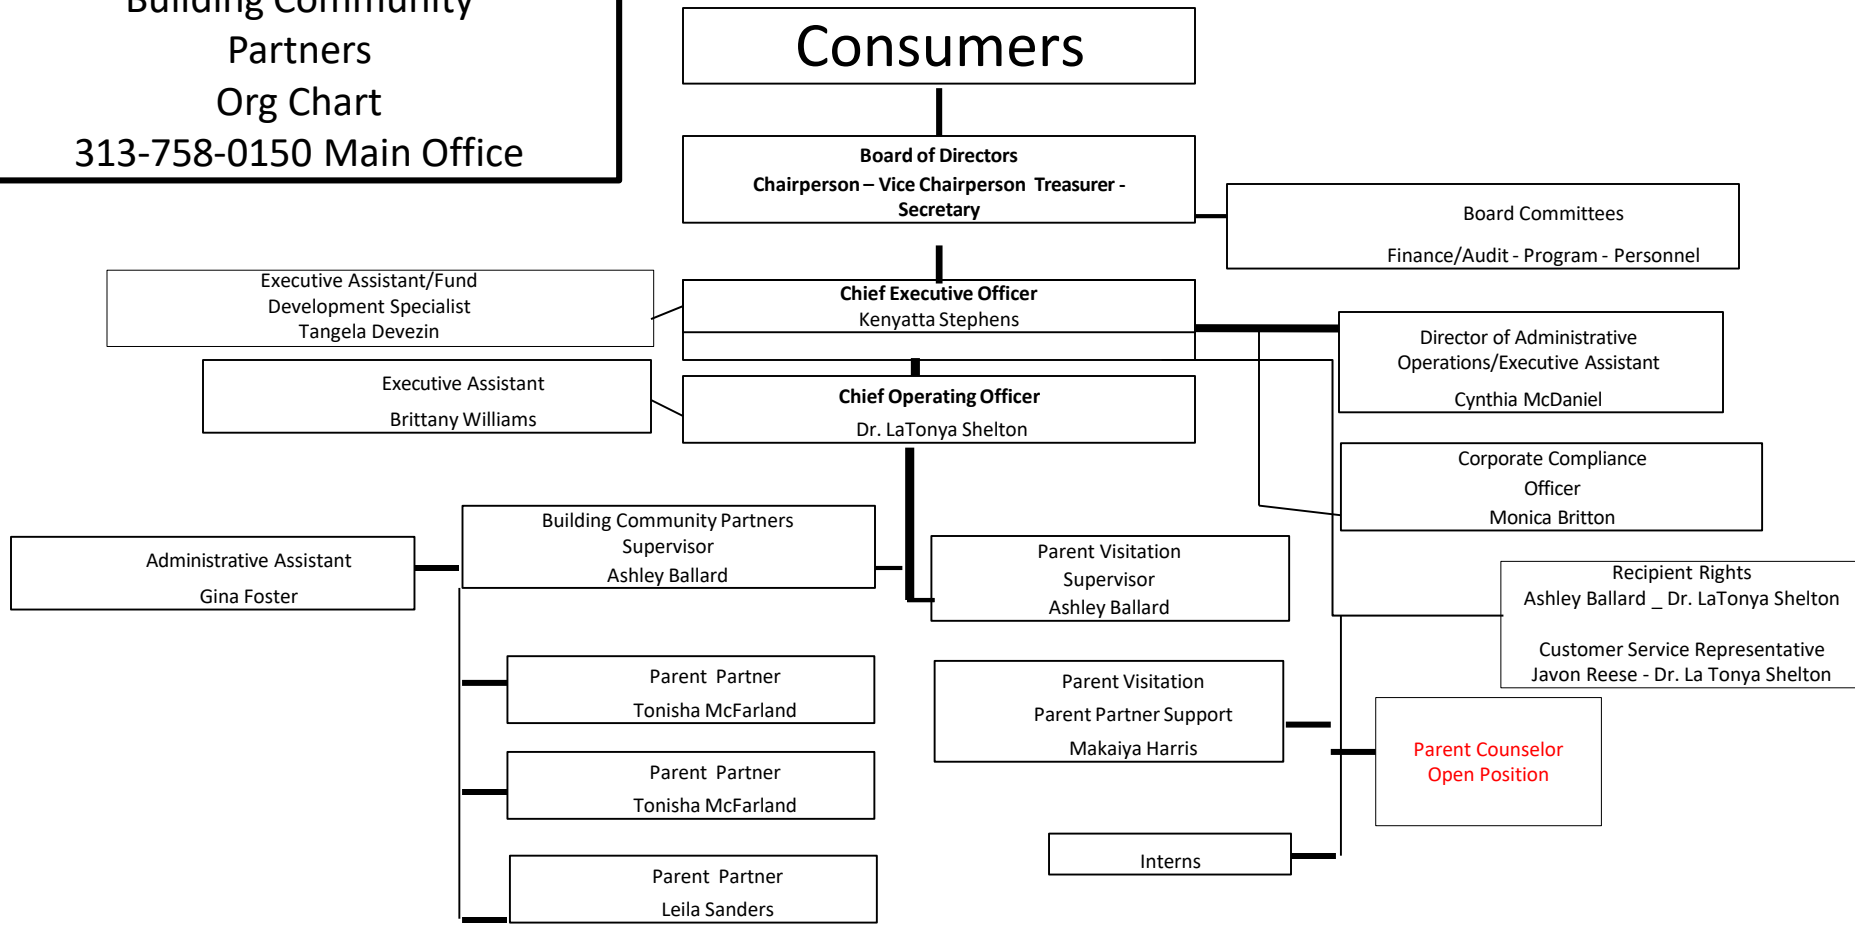 Building Community
Partners
Org Chart
313-758-0150 Main Office
Consumers
Board of Directors
Chairperson – Vice Chairperson Treasurer -
Secretary
Board Committees
Finance/Audit - Program - Personnel
Executive Assistant/Fund
Development Specialist
Tangela Devezin
Chief Executive Officer
Kenyatta Stephens
Director of Administrative
Operations/Executive Assistant
Cynthia McDaniel
Executive Assistant
Brittany Williams
Chief Operating Officer
Dr. LaTonya Shelton
Corporate Compliance
Officer
Monica Britton
Administrative Assistant
Gina Foster
Building Community Partners
Supervisor
Ashley Ballard
Parent Visitation
Supervisor
Ashley Ballard
Recipient Rights
Ashley Ballard _ Dr. LaTonya Shelton
Customer Service Representative
Javon Reese - Dr. La Tonya Shelton
Parent Partner
Tonisha McFarland
Parent Visitation
Parent Partner Support
Makaiya Harris
Parent Counselor
Open Position
Parent Partner
Tonisha McFarland
Interns
Parent Partner
Leila Sanders